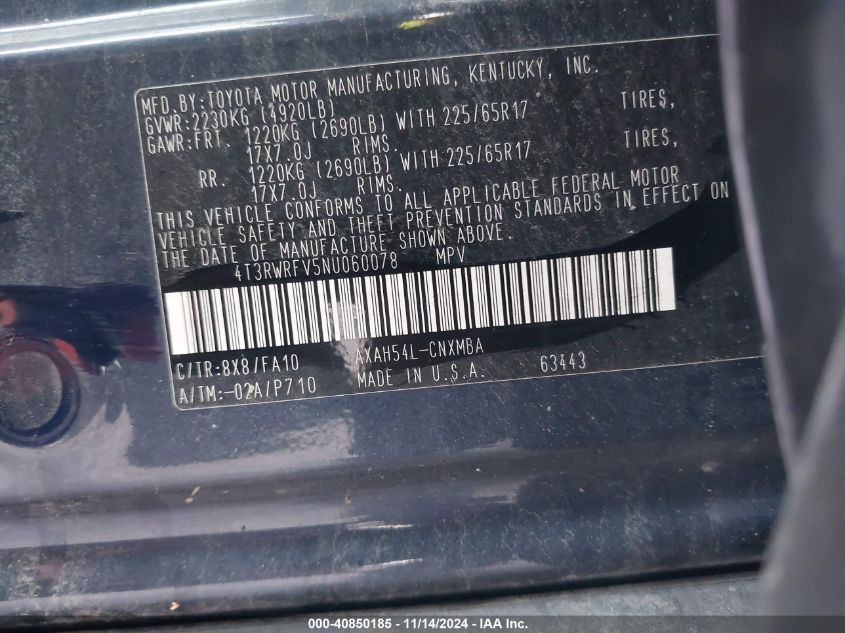 MFD. BY: TOYOTA MOTOR MANUFACTURING, KENTUCKY, INC.
GVWR: 2230KG (4920LB)
GAWR: FRT. 1220KG (2690LB) WITH 225/65R17 TIRES,
17X7.0J RIMS.
RR. 1220KG (2690LB) WITH 225/65R17 TIRES,
17X7.0J RIMS.
THIS VEHICLE CONFORMS TO ALL APPLICABLE FEDERAL MOTOR
VEHICLE SAFETY AND THEFT PREVENTION STANDARDS IN EFFECT ON
THE DATE OF MANUFACTURE SHOWN ABOVE.
4T3RWRFV5NU060078 MPV
C/TR: 8X8/FA10 AXAH54L-CNXMBA
A/TM: -02A/P710 MADE IN U.S.A. 63443
000-40850185 - 11/14/2024 - IAA Inc.